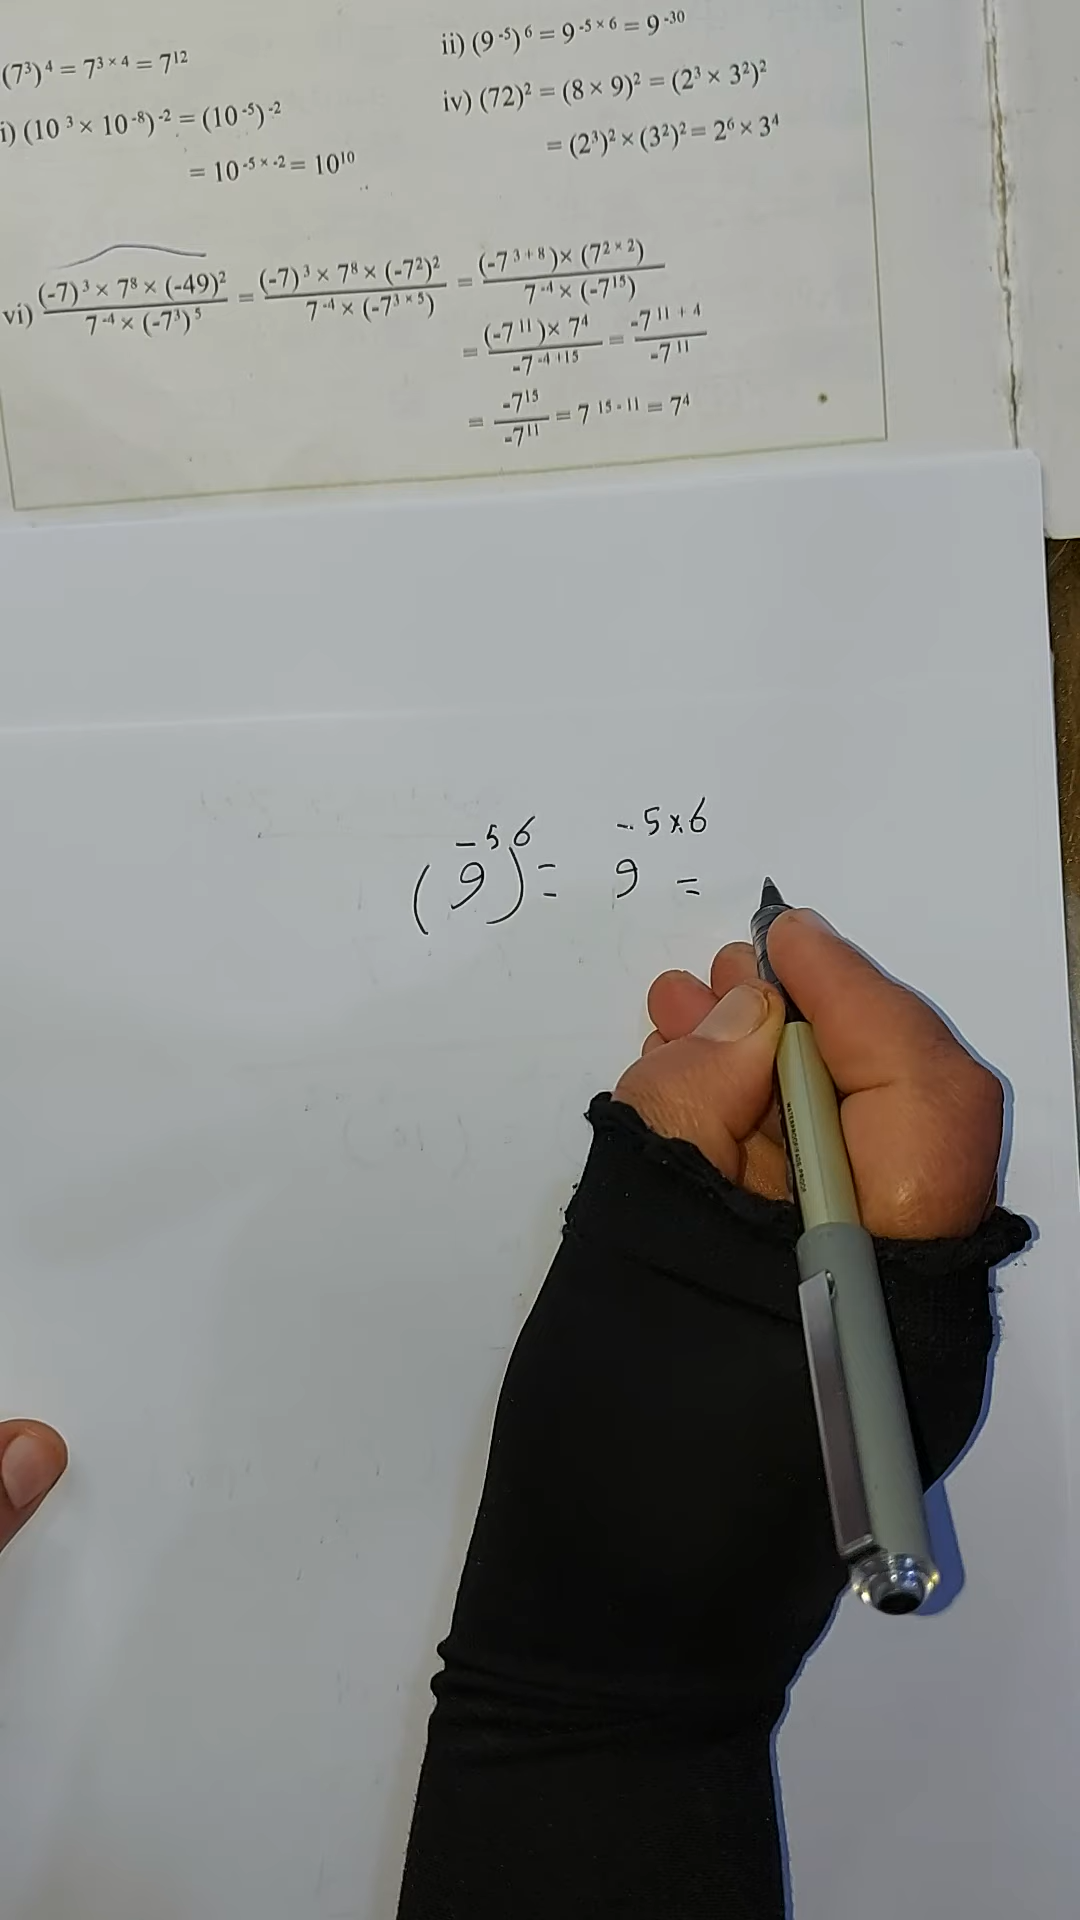 (7³)⁴ = 7³ˣ⁴ = 7¹²
ii) (9⁻⁵)⁶ = 9⁻⁵ˣ⁶ = 9⁻³⁰
i) (10³ × 10⁻⁸)⁻² = (10⁻⁵)⁻²
= 10⁻⁵ˣ⁻² = 10¹⁰
iv) (72)² = (8 × 9)² = (2³ × 3²)²
= (2³)² × (3²)² = 2⁶ × 3⁴
vi) (-7)³ × 7⁸ × (-49)² / 7⁻⁴ × (-7³)⁵ = (-7)³ × 7⁸ × (-7²)² / 7⁻⁴ × (-7³ˣ⁵) = (-7³⁺⁸) × (7²ˣ²) / 7⁻⁴ × (-7¹⁵)
= (-7¹¹) × 7⁴ / -7⁻⁴⁺¹⁵ = -7¹¹⁺⁴ / -7¹¹
= -7¹⁵ / -7¹¹ = 7¹⁵⁻¹¹ = 7⁴
(9⁻⁵)⁶ = 9⁻⁵ˣ⁶ =